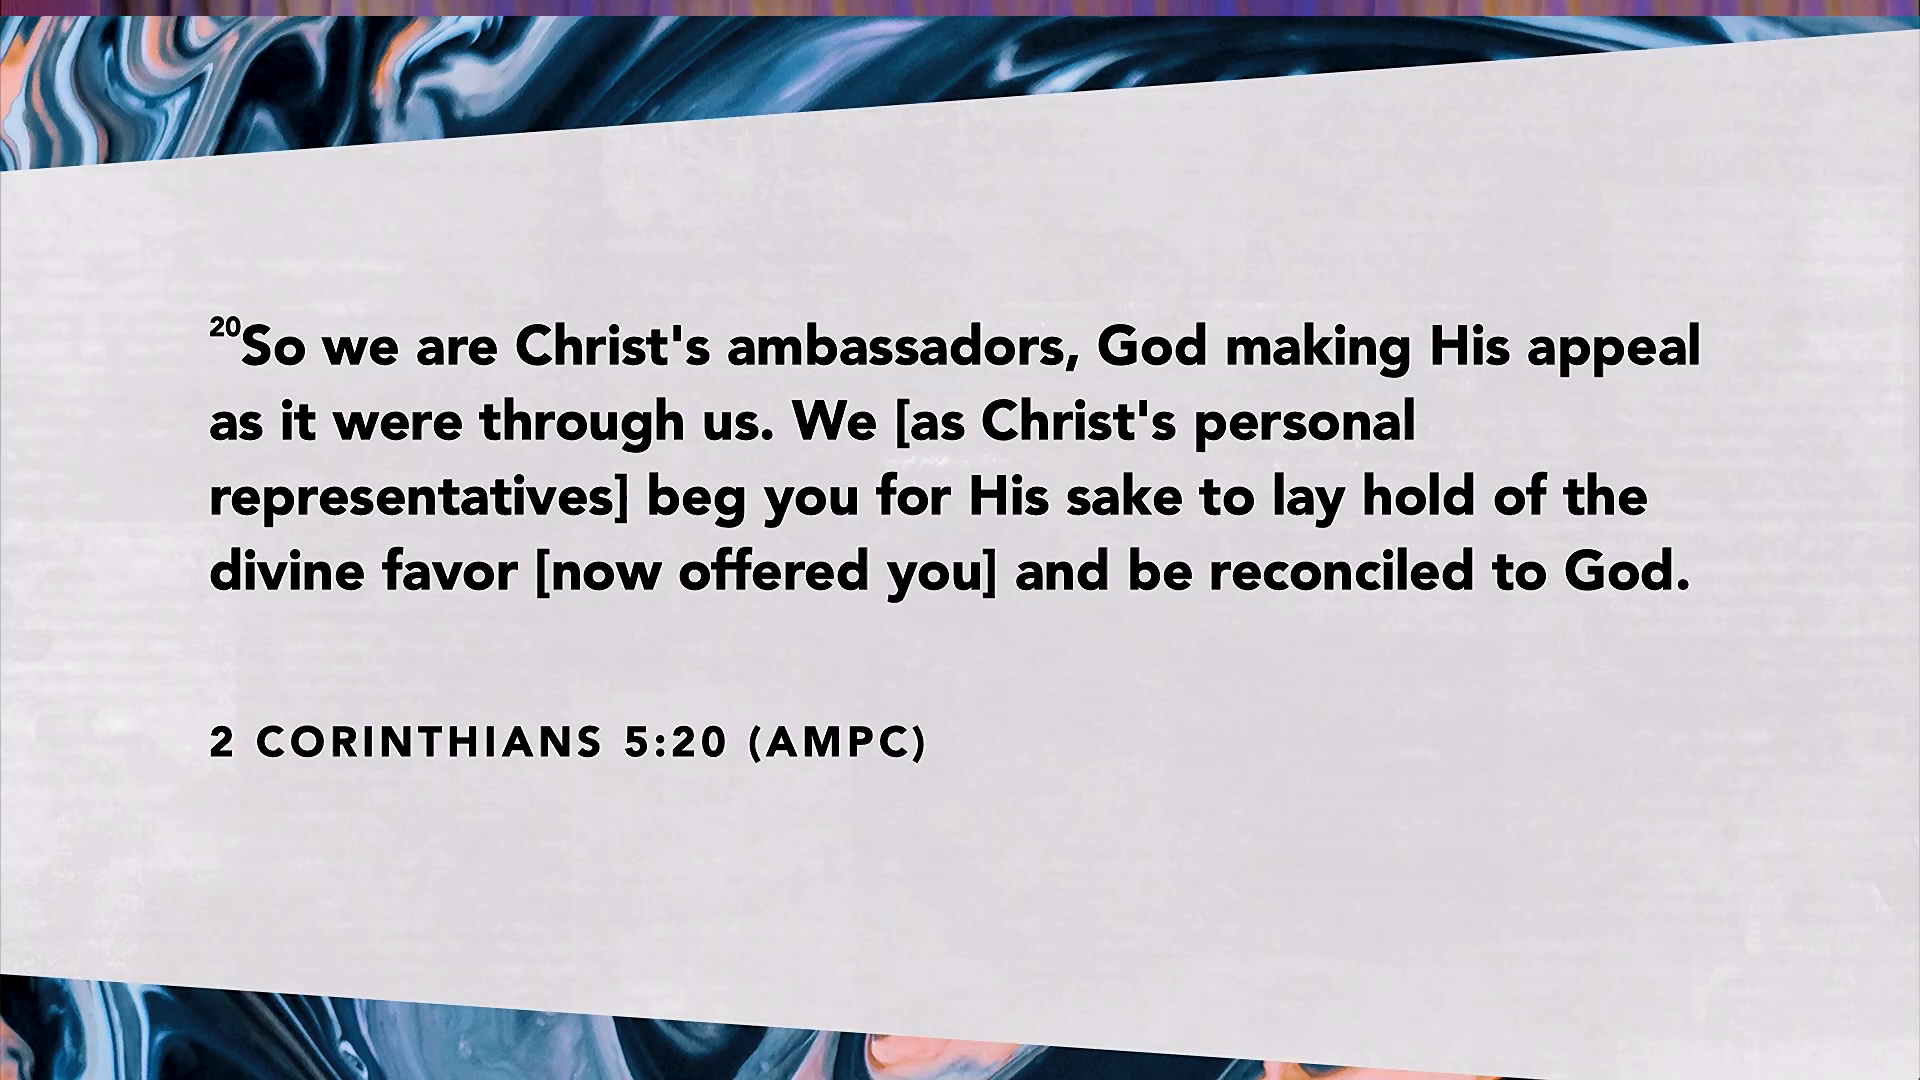 20So we are Christ's ambassadors, God making His appeal
as it were through us. We [as Christ's personal
representatives] beg you for His sake to lay hold of the
divine favor [now offered you] and be reconciled to God.
2 CORINTHIANS 5:20 (AMPC)